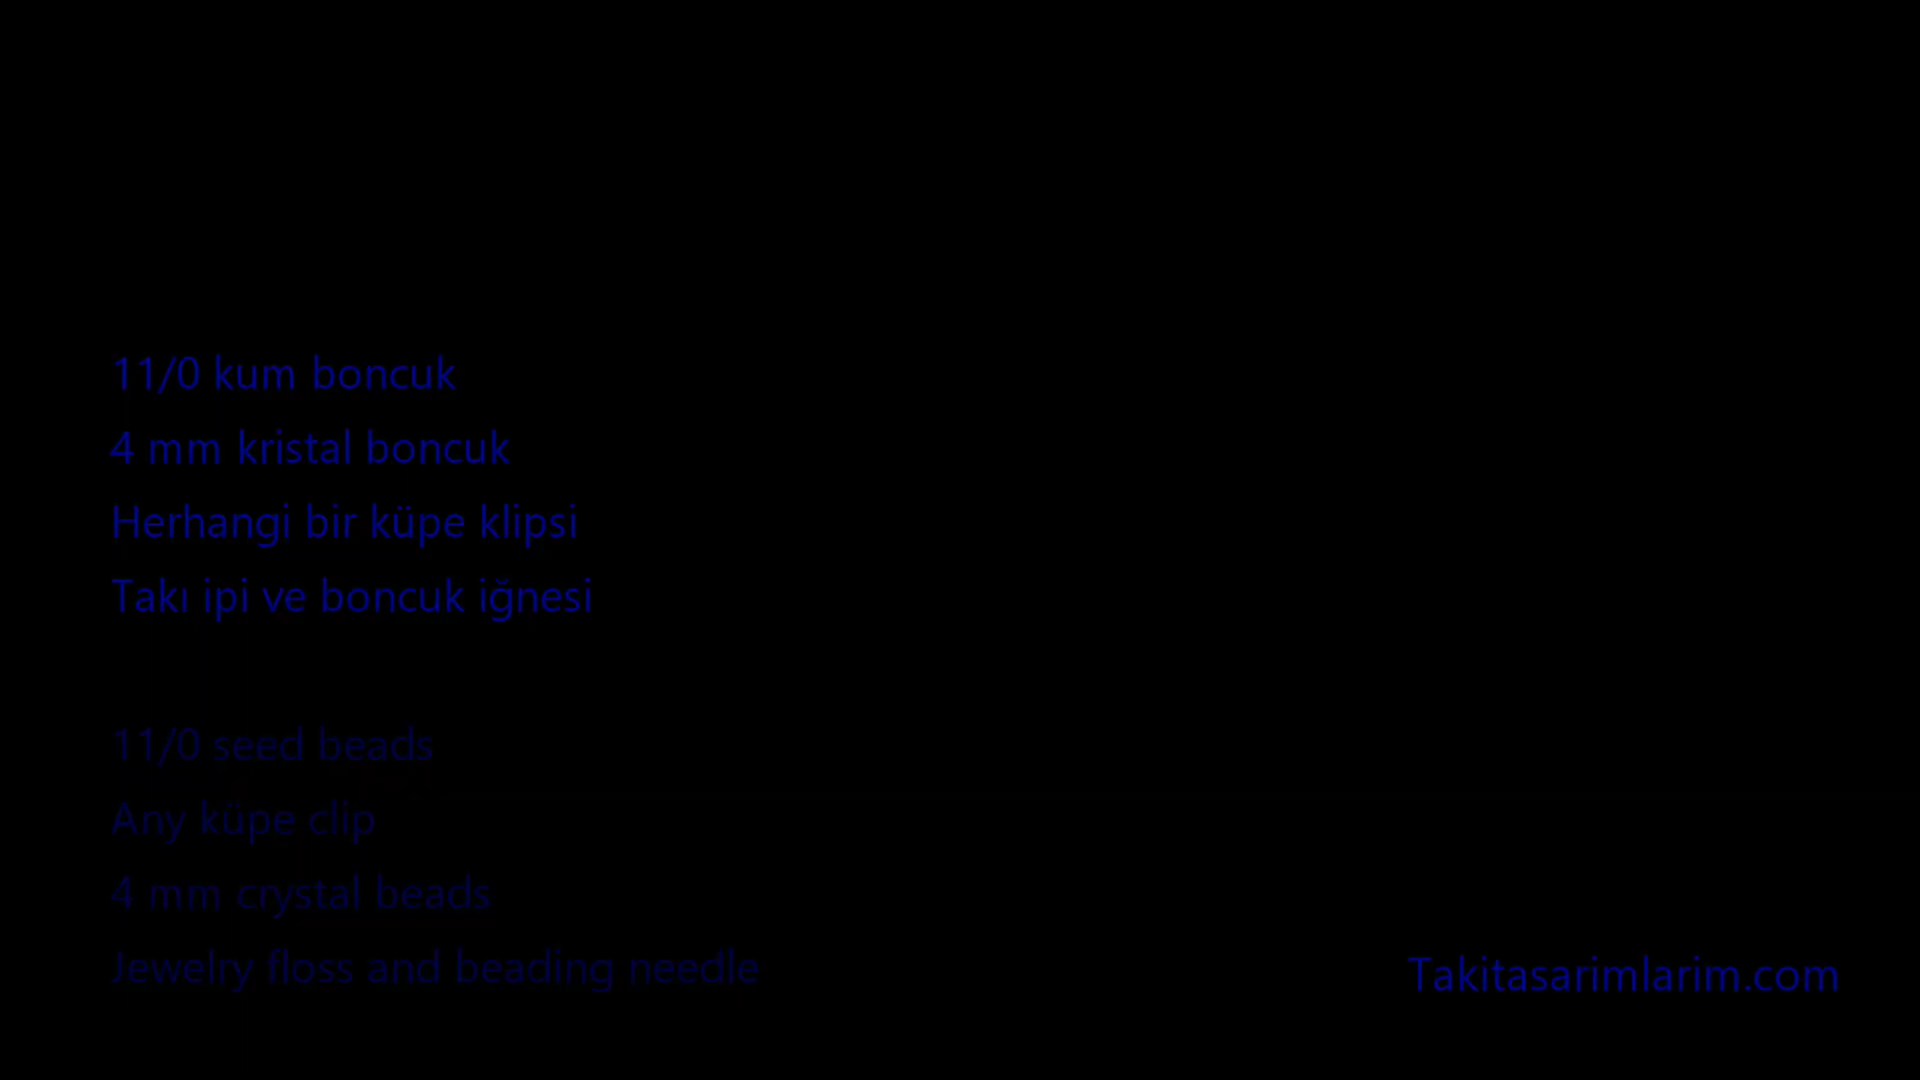 11/0 kum boncuk
4 mm kristal boncuk
Herhangi bir küpe klipsi
Takı ipi ve boncuk iğnesi
11/0 seed beads
Any küpe clip
4 mm crystal beads
Jewelry floss and beading needle
Takitasarimlarim.com